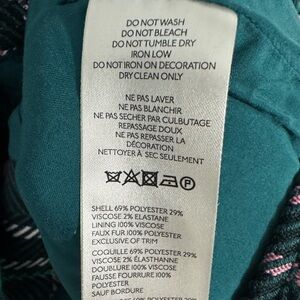 DO NOT WASH
DO NOT BLEACH
DO NOT TUMBLE DRY
IRON LOW
DO NOT IRON ON DECORATION
DRY CLEAN ONLY
NE PAS LAVER
NE PAS BLANCHIR
NE PAS SECHER PAR CULBUTAGE
REPASSAGE DOUX
NE PAS REPASSER LA
DÉCORATION
NETTOYER À SEC SEULEMENT
P
SHELL 69% POLYESTER 29%
VISCOSE 2% ELASTANE
LINING 100% VISCOSE
FAUX FUR 100% POLYESTER
EXCLUSIVE OF TRIM
COQUILLE 69% POLYESTER 29%
VISCOSE 2% ÉLASTHANNE
DOUBLURE 100% VISCOSE
FAUSSE FOURRURE 100%
POLYESTER
SAUF BORDURE